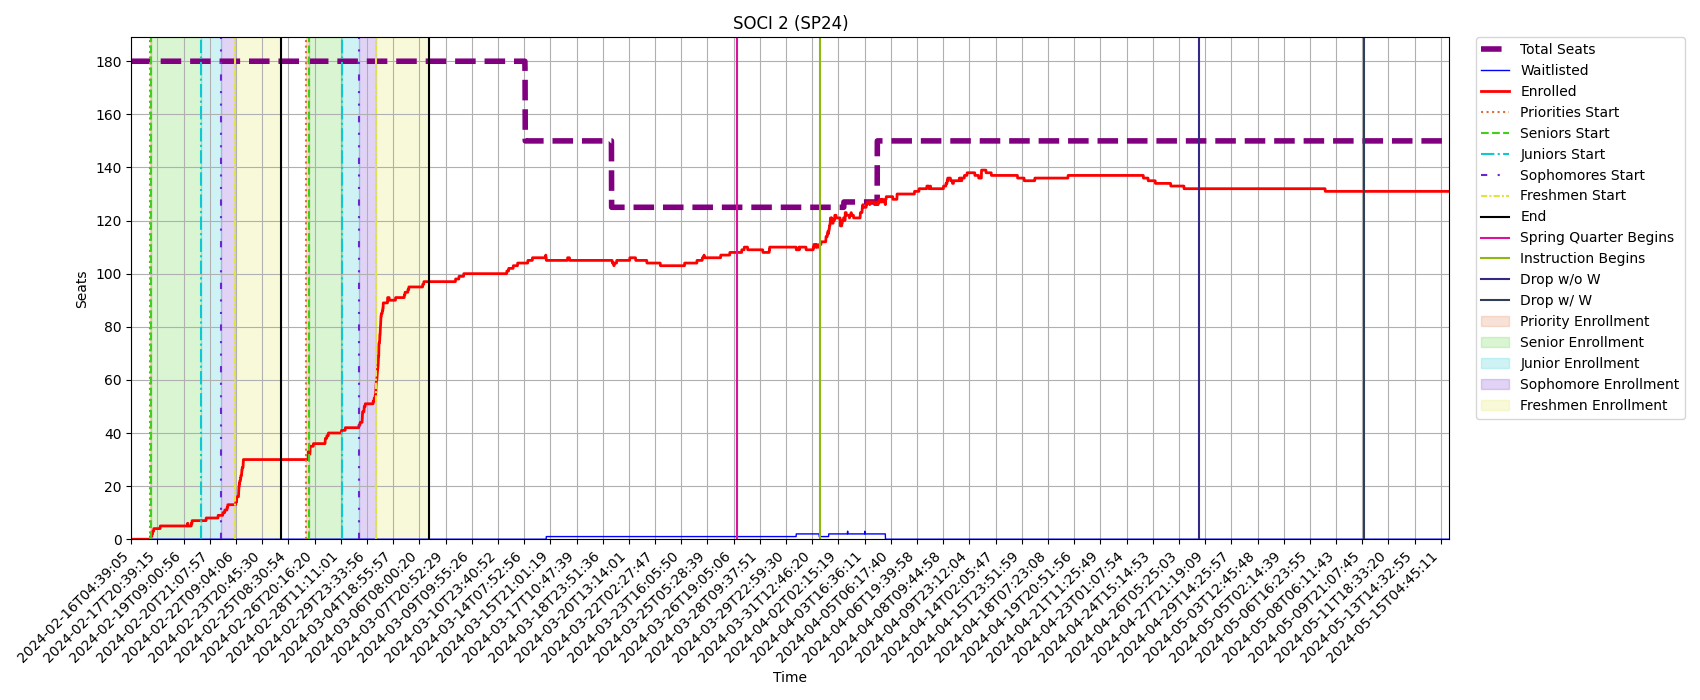 SOCI 2 (SP24)
Seats
180
160
140
120
100
80
60
40
20
0
2024-02-16T04:39:05
2024-02-17T20:39:15
2024-02-19T09:00:56
2024-02-20T21:07:57
2024-02-22T09:04:06
2024-02-23T20:45:30
2024-02-25T08:30:54
2024-02-26T20:16:20
2024-02-28T11:11:01
2024-02-29T23:33:56
2024-03-04T18:55:57
2024-03-06T08:00:20
2024-03-07T20:52:29
2024-03-09T09:55:26
2024-03-10T23:40:52
2024-03-14T07:52:56
2024-03-15T21:01:19
2024-03-17T10:47:39
2024-03-18T23:51:36
2024-03-20T13:14:01
2024-03-22T02:27:47
2024-03-23T16:05:50
2024-03-25T05:28:39
2024-03-26T19:05:06
2024-03-28T09:37:51
2024-03-29T22:59:30
2024-03-31T12:46:20
2024-04-02T02:15:19
2024-04-03T16:36:11
2024-04-05T06:17:40
2024-04-06T19:39:58
2024-04-08T09:44:58
2024-04-09T23:12:04
2024-04-14T02:05:47
2024-04-15T23:51:59
2024-04-18T07:23:08
2024-04-19T20:51:56
2024-04-21T11:25:49
2024-04-23T01:07:54
2024-04-24T15:14:53
2024-04-26T05:25:03
2024-04-27T21:19:09
2024-04-29T14:25:57
2024-05-03T12:45:48
2024-05-05T02:14:39
2024-05-06T16:23:55
2024-05-08T06:11:43
2024-05-09T21:07:45
2024-05-11T18:33:20
2024-05-13T14:32:55
2024-05-15T04:45:11
Time
Total Seats
Waitlisted
Enrolled
Priorities Start
Seniors Start
Juniors Start
Sophomores Start
Freshmen Start
End
Spring Quarter Begins
Instruction Begins
Drop w/o W
Drop w/ W
Priority Enrollment
Senior Enrollment
Junior Enrollment
Sophomore Enrollment
Freshmen Enrollment